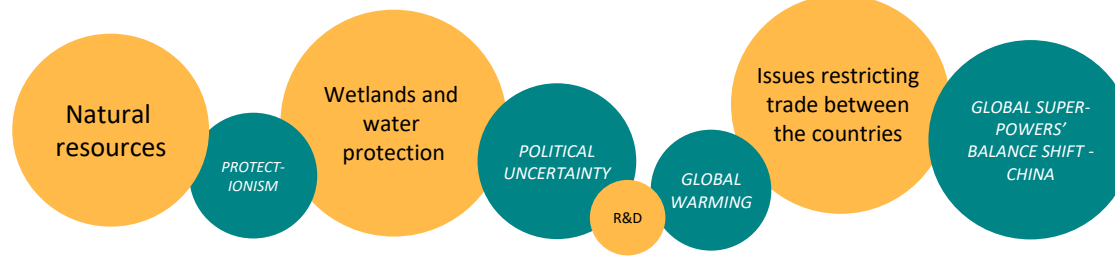 Natural
resources
PROTECT-
IONISM
Wetlands and
water
protection
POLITICAL
UNCERTAINTY
R&D
GLOBAL
WARMING
Issues restricting
trade between
the countries
GLOBAL SUPER-
POWERS’
BALANCE SHIFT -
CHINA